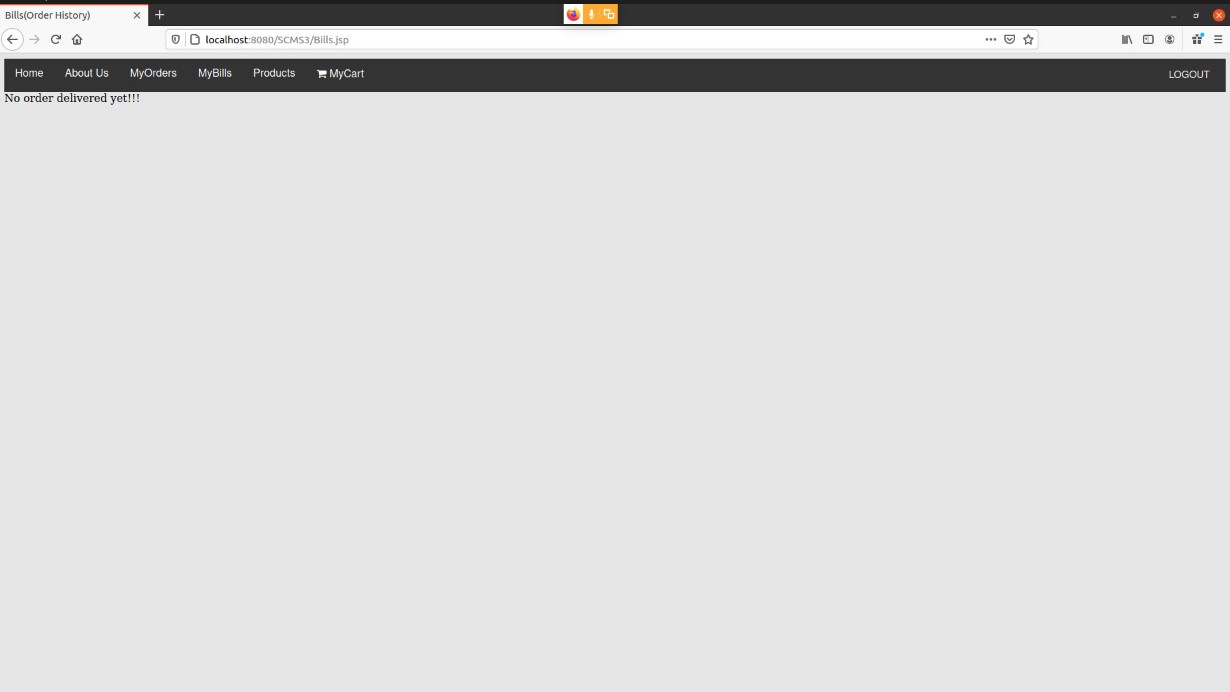 Bills(Order History)
localhost:8080/SCMS3/Bills.jsp
Home About Us MyOrders MyBills Products MyCart LOGOUT
No order delivered yet!!!